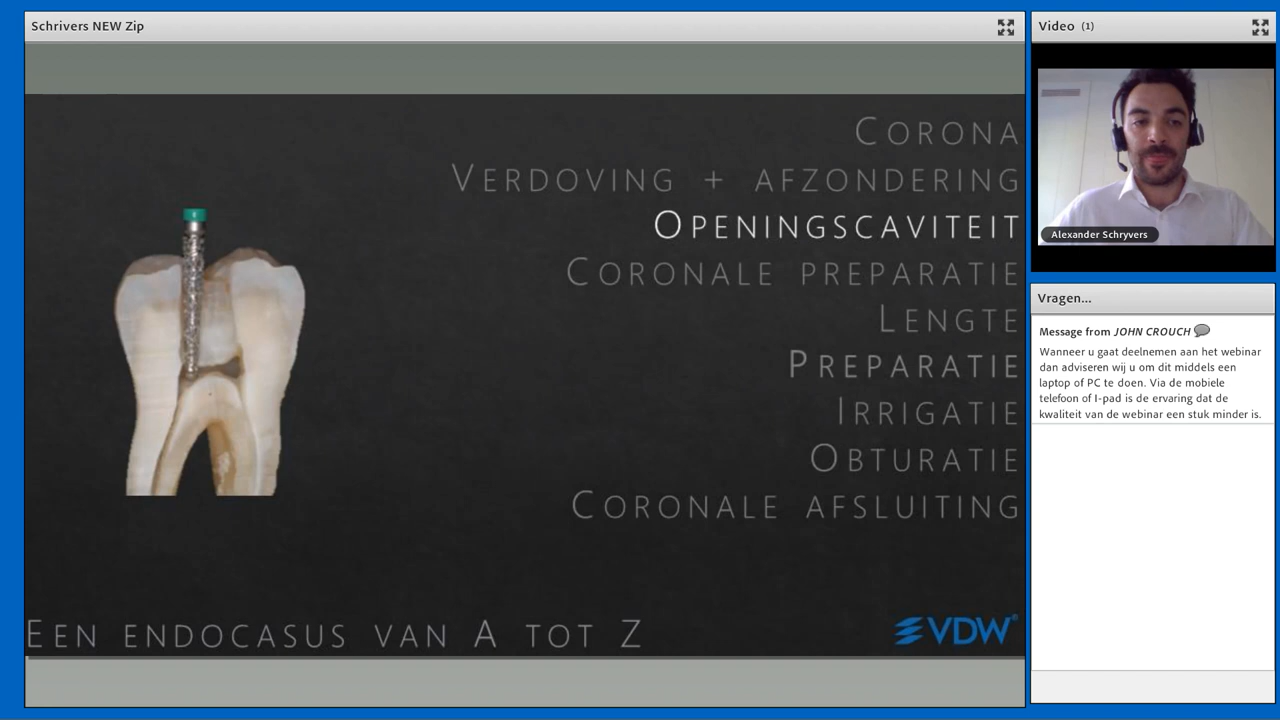 Schrivers NEW Zip
CORONA
VERDOVING + AFZONDERING
OPENINGSCAVITEIT
CORONALE PREPARATIE
LENGTE
PREPARATIE
IRRIGATIE
OBTURATIE
CORONALE AFSLUITING
EEN ENDOCASUS VAN A TOT Z
VDW®
Video (1)
Alexander Schryvers
Vragen...
Message from JOHN CROUCH
Wanneer u gaat deelnemen aan het webinar
dan adviseren wij u om dit middels een
laptop of PC te doen. Via de mobiele
telefoon of I-pad is de ervaring dat de
kwaliteit van de webinar een stuk minder is.